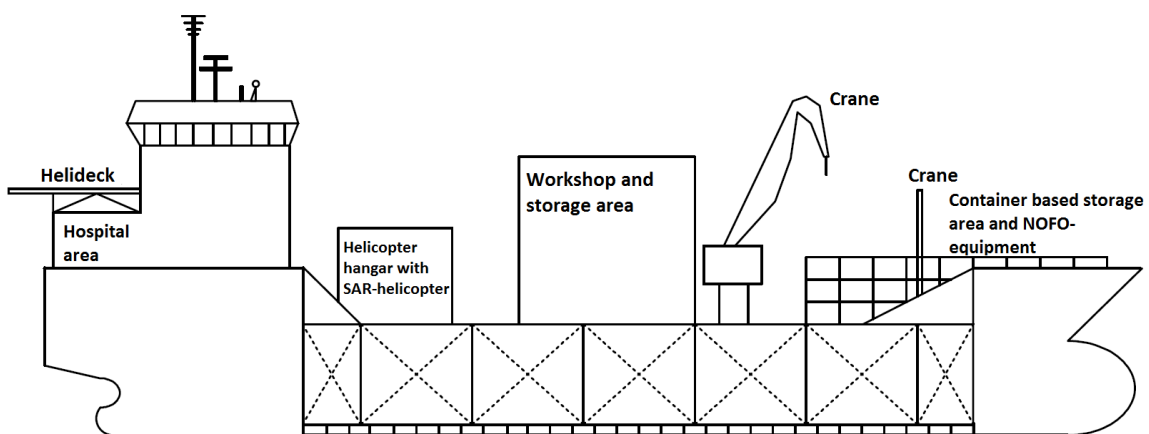 Crane
Helideck
Workshop and
storage area
Crane
Container based storage
area and NOFO-
equipment
Hospital
area
Helicopter
hangar with
SAR-helicopter